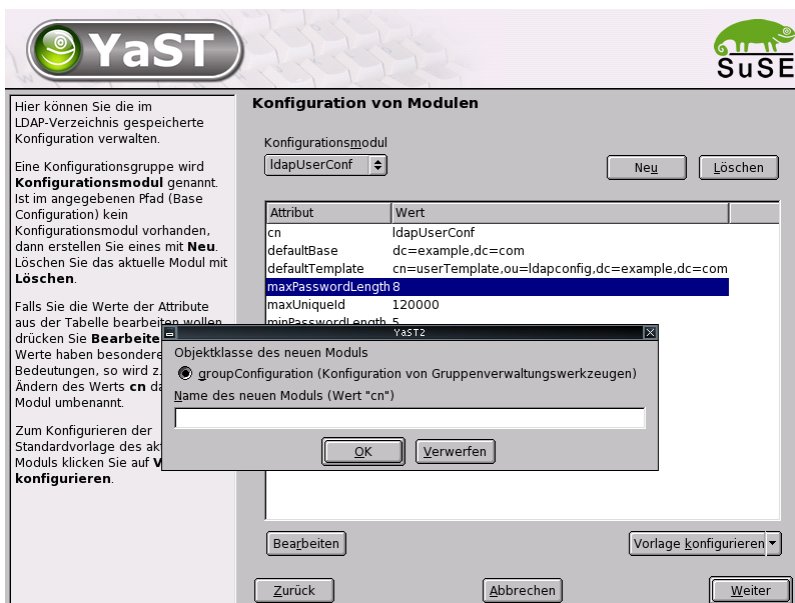 YaST
SuSE
Hier können Sie die im
LDAP-Verzeichnis gespeicherte
Konfiguration verwalten.
Eine Konfigurationsgruppe wird
Konfigurationsmodul genannt.
Ist im angegebenen Pfad (Base
Configuration) kein
Konfigurationsmodul vorhanden,
dann erstellen Sie eines mit Neu.
Löschen Sie das aktuelle Modul mit
Löschen.
Falls Sie die Werte der Attribute
aus der Tabelle bearbeiten wollen,
drücken Sie Bearbeite
Werte haben besondere
Bedeutungen, so wird z.
Ändern des Werts cn da
Modul umbenannt.
Zum Konfigurieren der
Standardvorlage des ak
Moduls klicken Sie auf V
konfigurieren.
Konfiguration von Modulen
Konfigurationsmodul
ldapUserConf
Neu
Löschen
Attribut Wert
cn ldapUserConf
defaultBase dc=example,dc=com
defaultTemplate cn=userTemplate,ou=ldapconfig,dc=example,dc=com
maxPasswordLength 8
maxUniqueId 120000
minPasswordLength 5
YaST2
Objektklasse des neuen Moduls
groupConfiguration (Konfiguration von Gruppenverwaltungswerkzeugen)
Name des neuen Moduls (Wert "cn")
OK
Verwerfen
Bearbeiten
Vorlage konfigurieren
Zurück
Abbrechen
Weiter